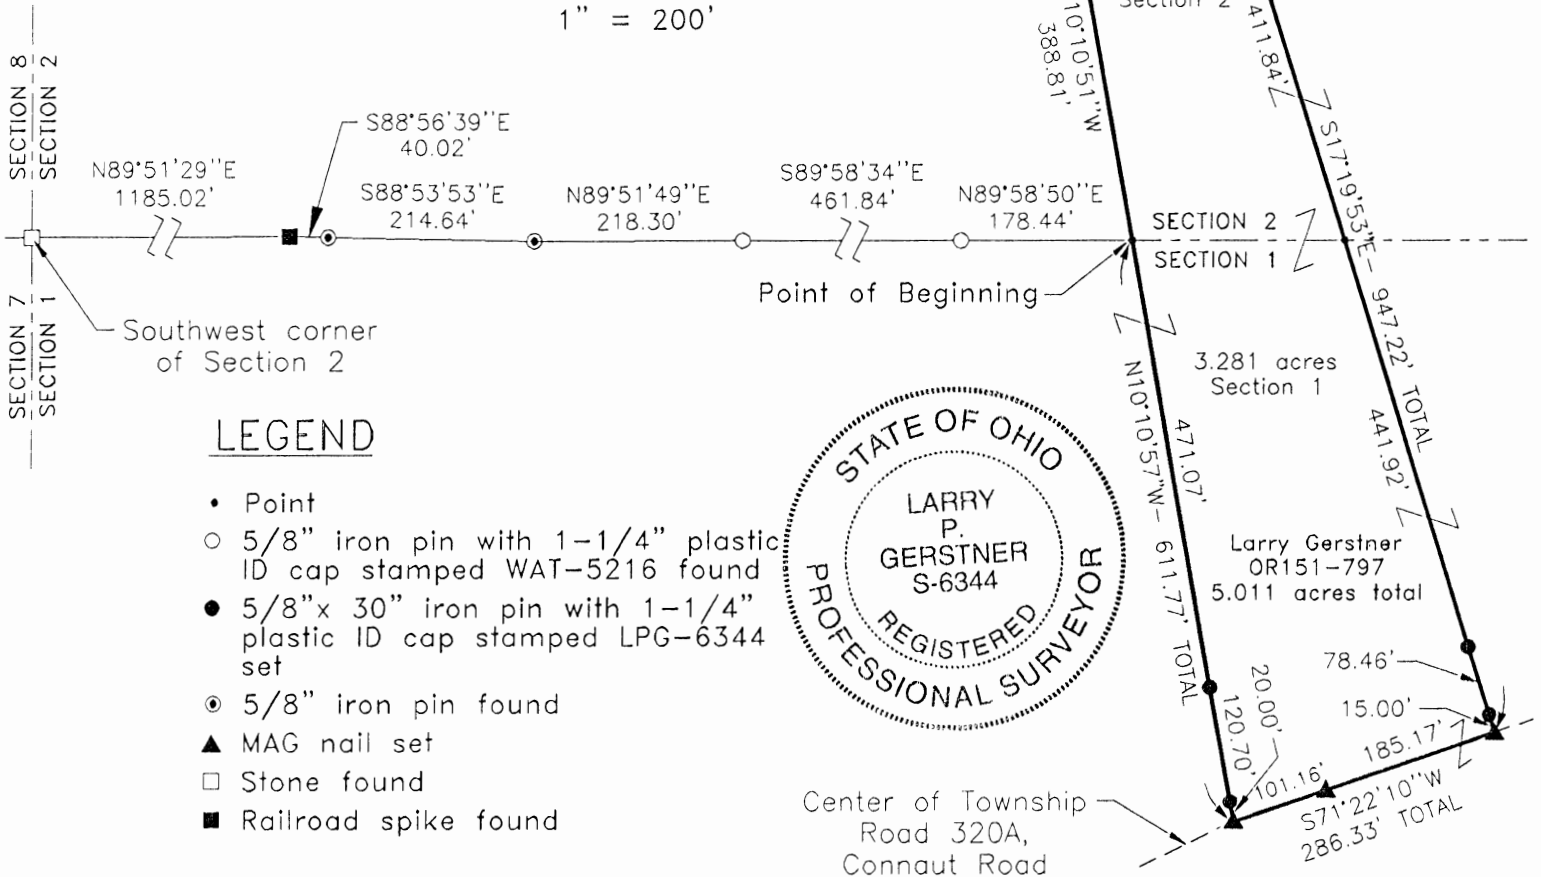 1" = 200'
Section 2
SECTION 8
SECTION 2
SECTION 7
SECTION 1
N89°51'29"E
1185.02'
S88°56'39"E
40.02'
S88°53'53"E
214.64'
N89°51'49"E
218.30'
S89°58'34"E
461.84'
N89°58'50"E
178.44'
10°10'51"W
388.81'
411.84'
S17°19'53"E- 947.22' TOTAL
SECTION 2
SECTION 1
Point of Beginning
Southwest corner
of Section 2
3.281 acres
Section 1
N10°10'57"W- 611.77' TOTAL
471.07'
441.92'
Larry Gerstner
OR151-797
5.011 acres total
78.46'
15.00'
20.00'
120.70'
101.16'
185.17'
S71°22'10"W
286.33' TOTAL
Center of Township
Road 320A,
Connaut Road
LEGEND
Point
5/8" iron pin with 1-1/4" plastic
ID cap stamped WAT-5216 found
5/8"x 30" iron pin with 1-1/4"
plastic ID cap stamped LPG-6344
set
5/8" iron pin found
MAG nail set
Stone found
Railroad spike found
STATE OF OHIO
LARRY
P.
GERSTNER
S-6344
REGISTERED
PROFESSIONAL SURVEYOR